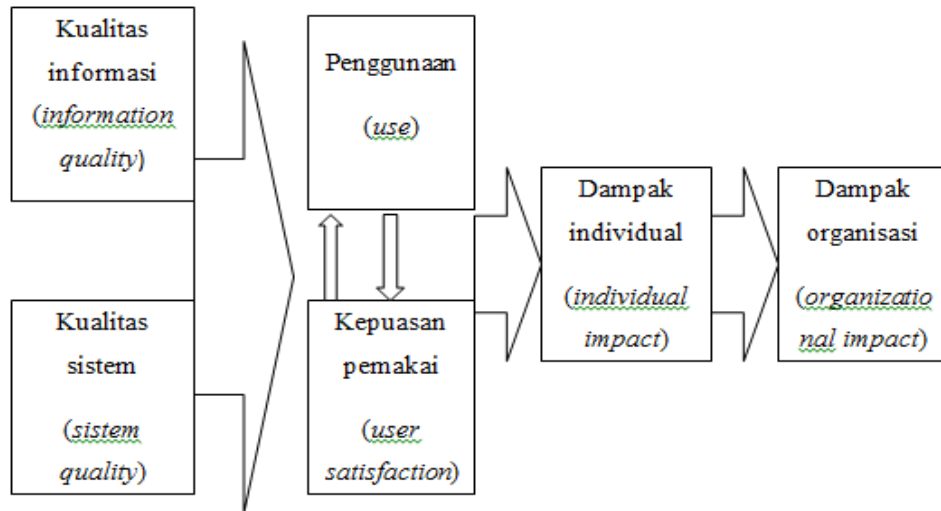 Kualitas
informasi
(information
quality)
Penggunaan
(use)
Kualitas
sistem
(sistem
quality)
Kepuasan
pemakai
(user
satisfaction)
Dampak
individual
(individual
impact)
Dampak
organisasi
(organizatio
nal impact)